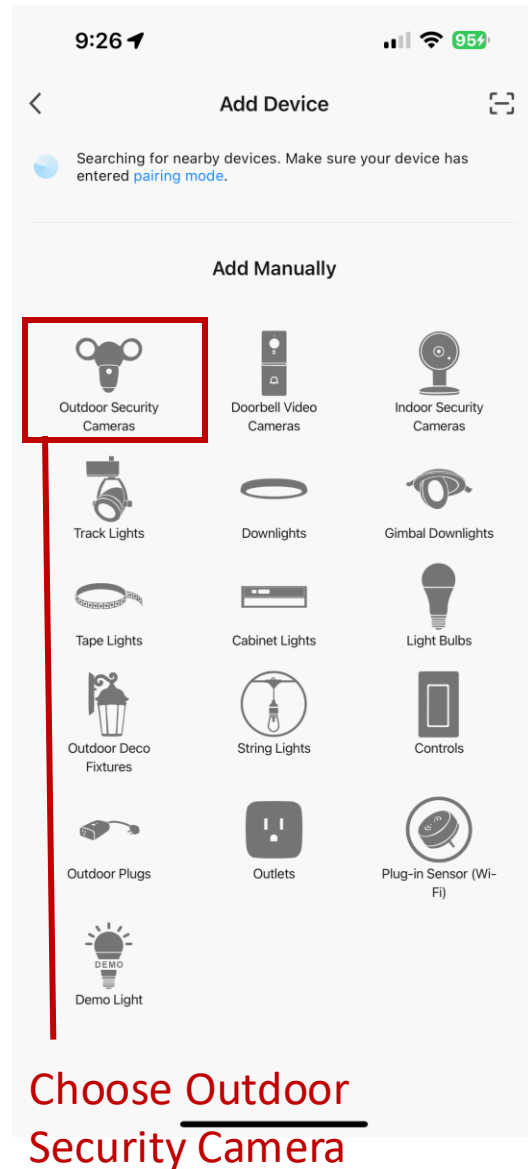 9:26
95
Add Device
Searching for nearby devices. Make sure your device has
entered pairing mode.
Add Manually
Outdoor Security
Cameras
Doorbell Video
Cameras
Indoor Security
Cameras
Track Lights
Downlights
Gimbal Downlights
Tape Lights
Cabinet Lights
Light Bulbs
Outdoor Deco
Fixtures
String Lights
Controls
Outdoor Plugs
Outlets
Plug-in Sensor (Wi-
Fi)
DEMO
Demo Light
Choose Outdoor
Security Camera